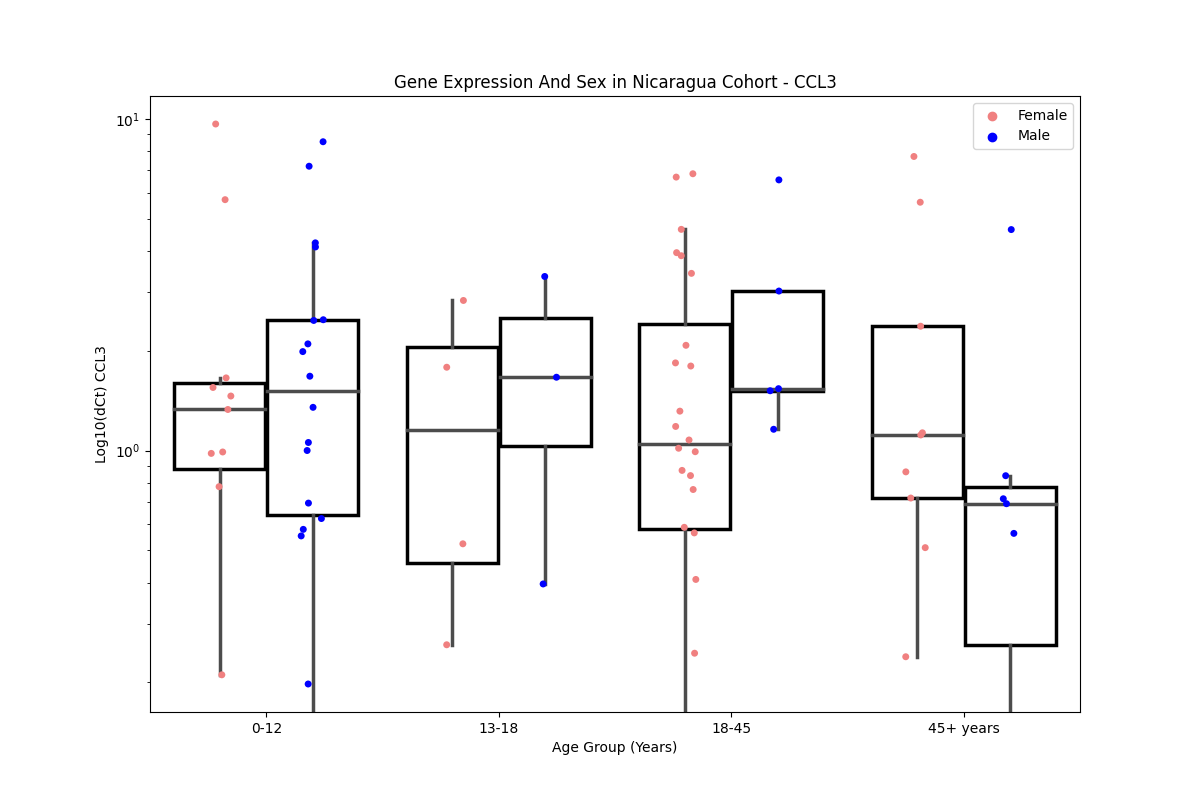 Gene Expression And Sex in Nicaragua Cohort - CCL3
Female
Male
10¹
10⁰
Log10(dCt) CCL3
0-12
13-18
18-45
45+ years
Age Group (Years)